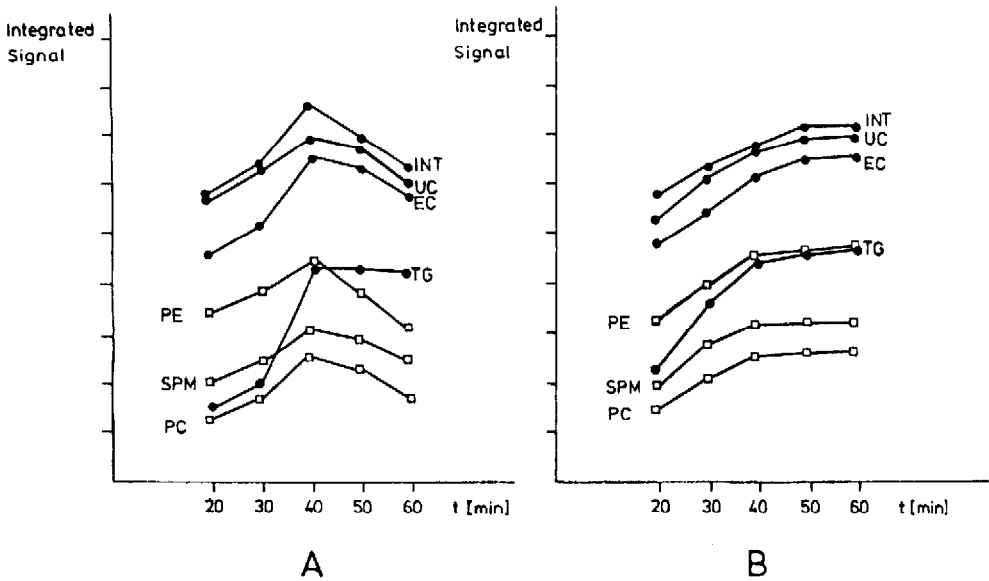 Integrated
Signal
INT
UC
EC
TG
PE
SPM
PC
20 30 40 50 60 t [min]
A
Integrated
Signal
INT
UC
EC
TG
PE
SPM
PC
20 30 40 50 60 t [min]
B